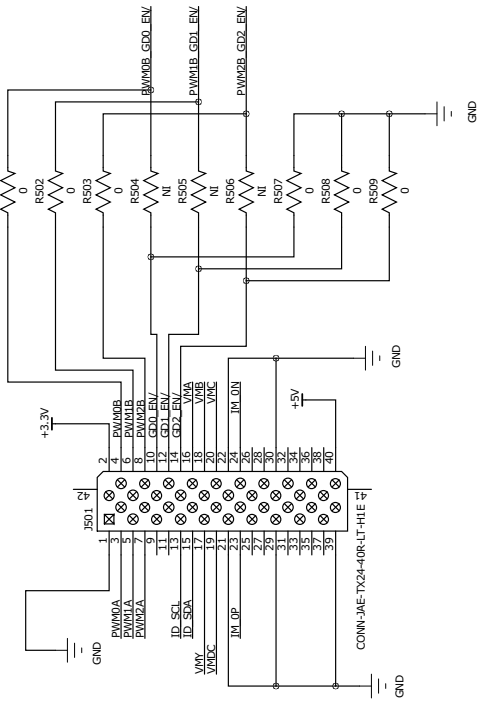 PWM0B_GD0_EN/
PWM1B_GD1_EN/
PWM2B_GD2_EN/
0
R502
0
R503
0
R504
NI
R505
NI
R506
NI
R507
0
R508
0
R509
0
GND
+3.3V
PWM0B
PWM1B
PWM2B
GD0_EN/
GD1_EN/
GD2_EN/
VMA
VMB
VMC
IM_0N
+5V
GND
2
4
6
8
10
12
14
16
18
20
22
24
26
28
30
32
34
36
38
40
42
J501
41
CONN-JAE-TX24-40R-LT-H1E
1
3
5
7
9
11
13
15
17
19
21
23
25
27
29
31
33
35
37
39
PWM0A
PWM1A
PWM2A
ID_SCL
ID_SDA
VMY
VMDC
IM_0P
GND
GND